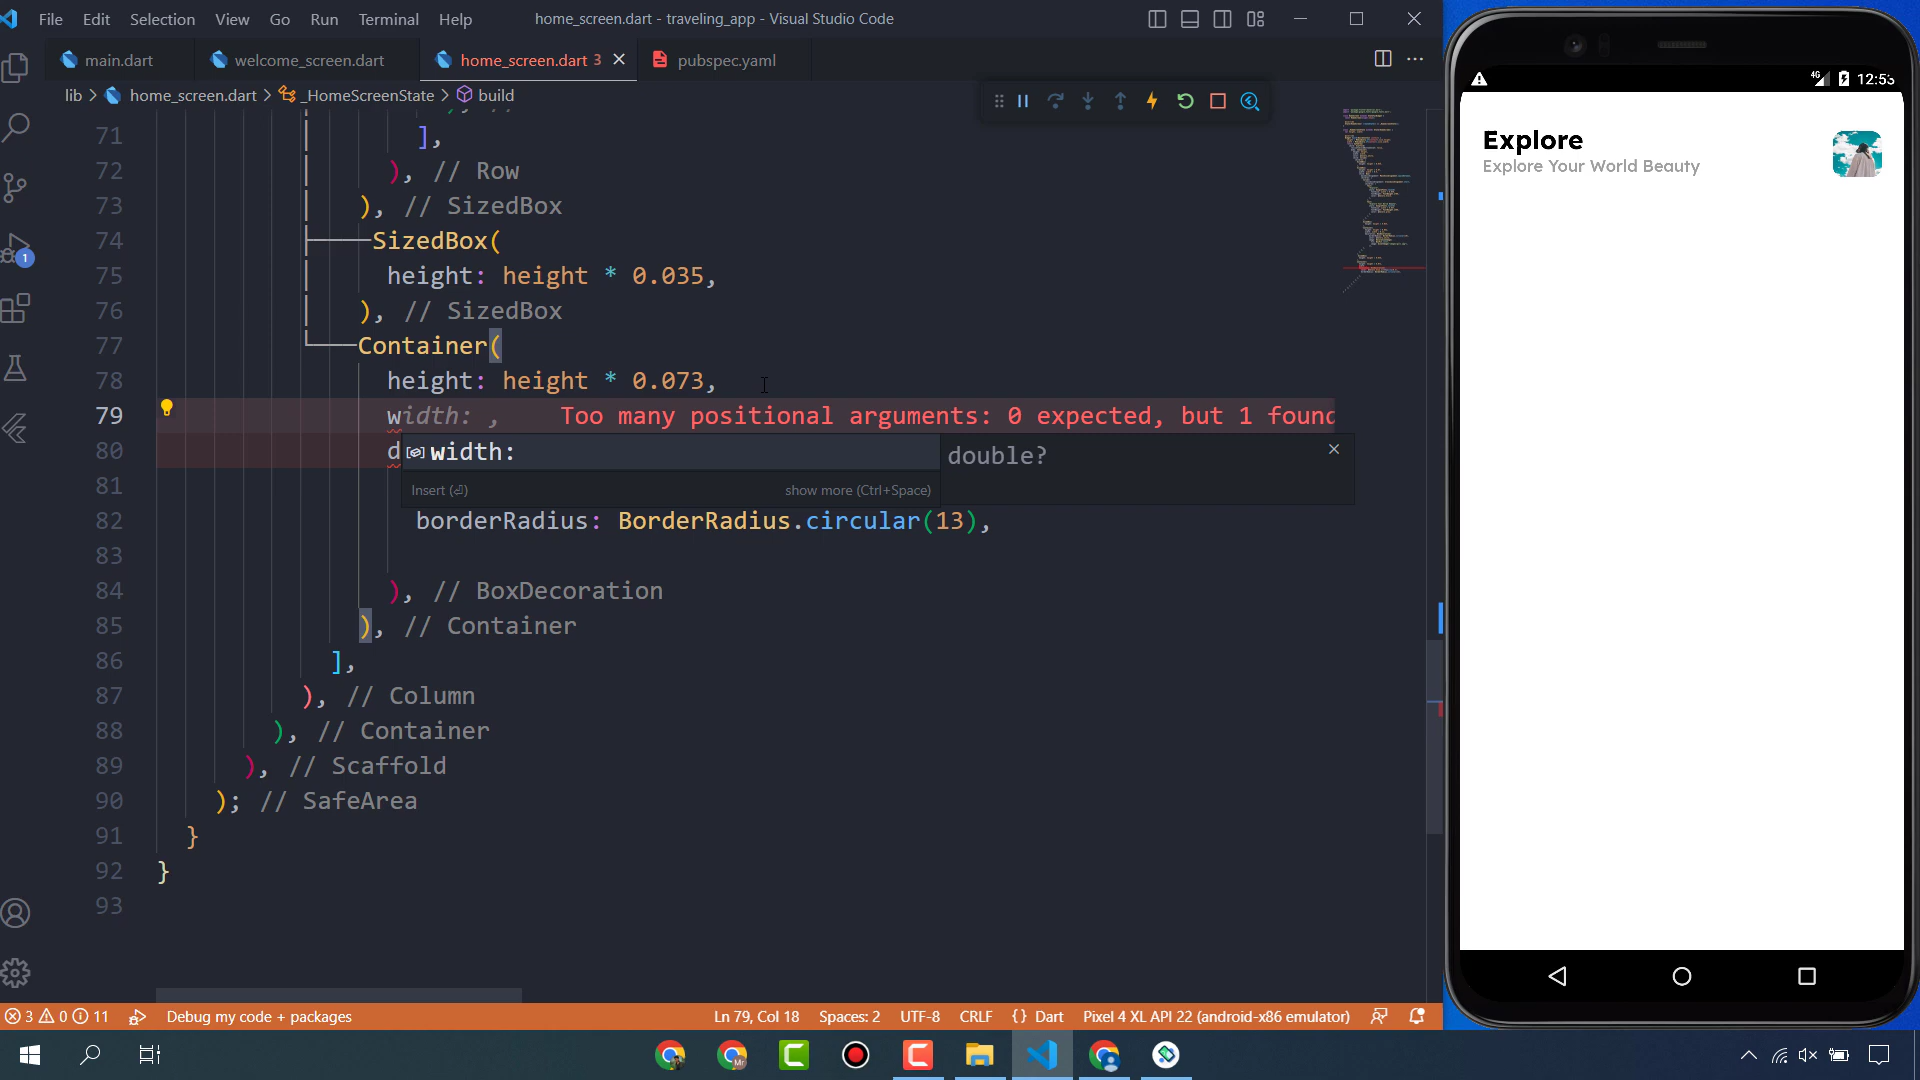 File Edit Selection View Go Run Terminal Help home_screen.dart - traveling_app - Visual Studio Code
main.dart welcome_screen.dart home_screen.dart 3 pubspec.yaml
lib > home_screen.dart > _HomeScreenState > build
71 ],
72 ), // Row
73 ), // SizedBox
74 SizedBox(
75 height: height * 0.035,
76 ), // SizedBox
77 Container(
78 height: height * 0.073,
79 width: , Too many positional arguments: 0 expected, but 1 found
80 d
width:
double?
Insert (⏎) show more (Ctrl+Space)
81
82 borderRadius: BorderRadius.circular(13),
83
84 ), // BoxDecoration
85 ), // Container
86 ],
87 ), // Column
88 ), // Container
89 ), // Scaffold
90 ); // SafeArea
91 }
92 }
93
1
3 0 11 Debug my code + packages Ln 79, Col 18 Spaces: 2 UTF-8 CRLF {} Dart Pixel 4 XL API 22 (android-x86 emulator)
4G 12:55
Explore
Explore Your World Beauty